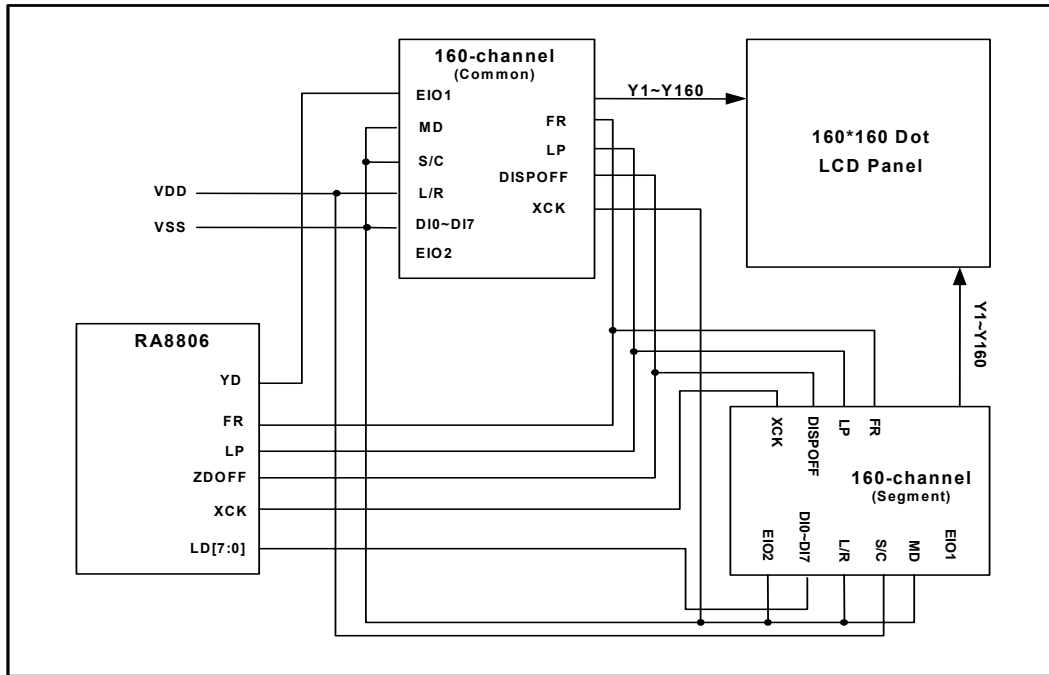 160-channel
(Common)
EIO1
MD
S/C
L/R
DI0~DI7
EIO2
FR
LP
DISPOFF
XCK
Y1~Y160
160*160 Dot
LCD Panel
VDD
VSS
RA8806
YD
FR
LP
ZDOFF
XCK
LD[7:0]
Y1~Y160
XCK
DISPOFF
LP
FR
160-channel
(Segment)
EIO2
DI0~DI7
L/R
S/C
MD
EIO1